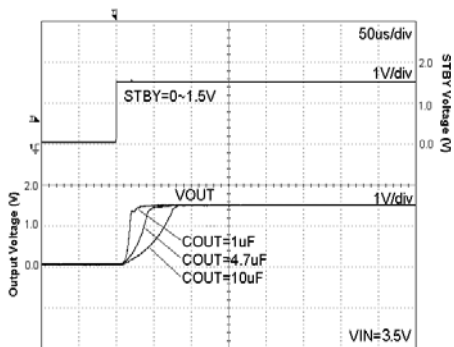 50us/div
2.0
1V/div
STBY=0~1.5V
1.0
0.0
STBY Voltage (V)
2.0
VOUT
1V/div
1.0
COUT=1uF
COUT=4.7uF
0.0
COUT=10uF
Output Voltage (V)
VIN=3.5V